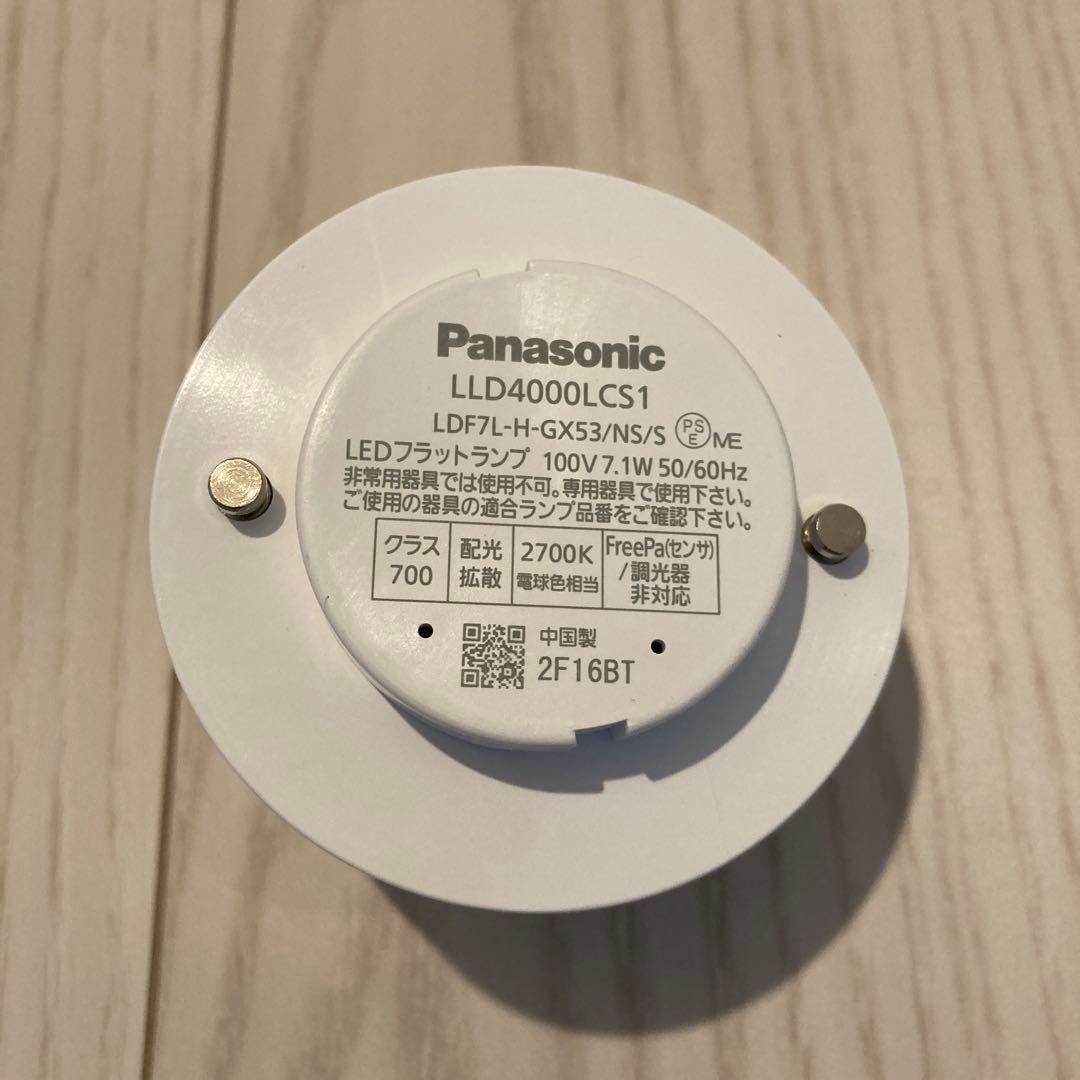 Panasonic
LLD4000LCS1
LDF7L-H-GX53/NS/S PS E ME
LEDフラットランプ 100V 7.1W 50/60Hz
非常用器具では使用不可。専用器具で使用下さい。
ご使用の器具の適合ランプ品番をご確認下さい。
クラス
700
配光
拡散
2700K
電球色相当
FreePa(センサ)
/調光器
非対応
中国製
2F16BT